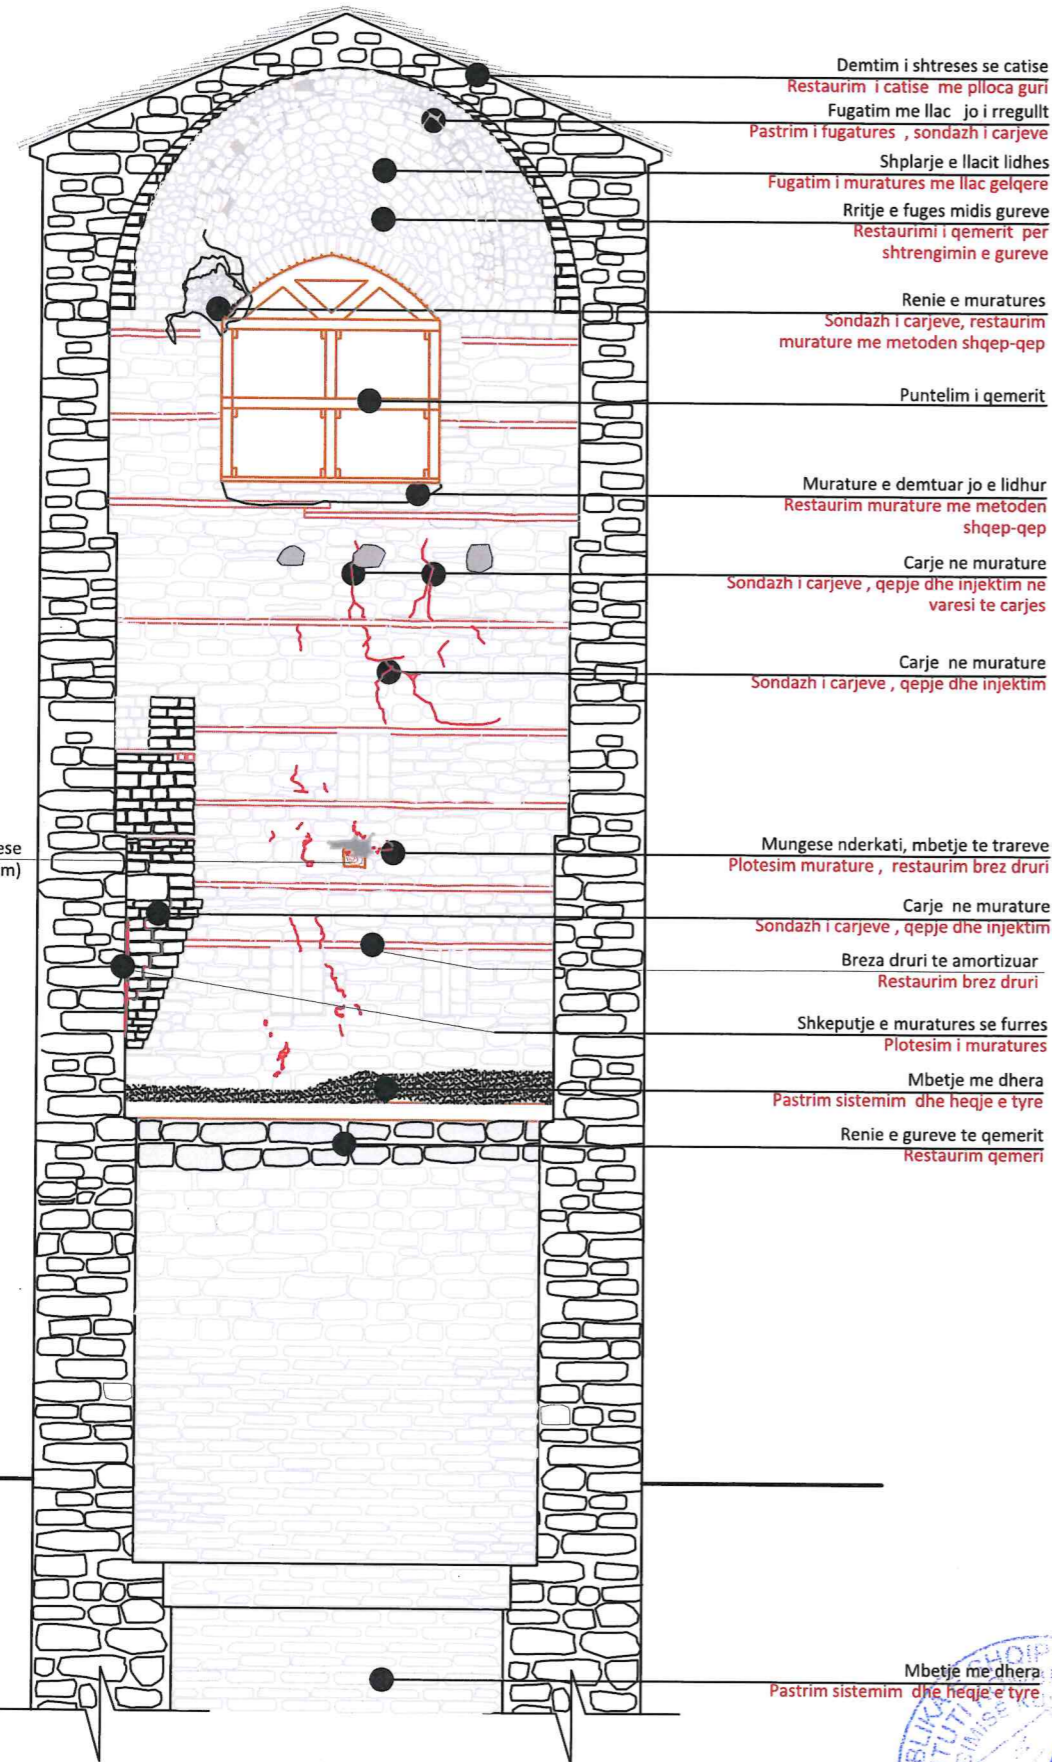 Demtim i shtreses se catise
Restaurim i catise me plloca guri
Fugatim me llac jo i rregullt
Pastrim i fugatures , sondazh i carjeve
Shplarje e llacit lidhes
Fugatim i muratures me llac gelqere
Rritje e fuges midis gureve
Restaurimi i qemerit per
shtrengimin e gureve
Renie e muratures
Sondazh i carjeve, restaurim
murature me metoden shqep-qep
Puntelim i qemerit
Murature e demtuar jo e lidhur
Restaurim murature me metoden
shqep-qep
Carje ne murature
Sondazh i carjeve , qepje dhe injektim ne
varesi te carjes
Carje ne murature
Sondazh i carjeve , qepje dhe injektim
ese
m)
Mungese nderkati, mbetje te trareve
Plotesim murature , restaurim brez druri
Carje ne murature
Sondazh i carjeve , qepje dhe injektim
Breza druri te amortizuar
Restaurim brez druri
Shkeputje e muratures se furres
Plotesim i muratures
Mbetje me dhera
Pastrim sistemim dhe heqje e tyre
Renie e gureve te qemerit
Restaurim qemeri
Mbetje me dhera
Pastrim sistemim dhe heqje e tyre